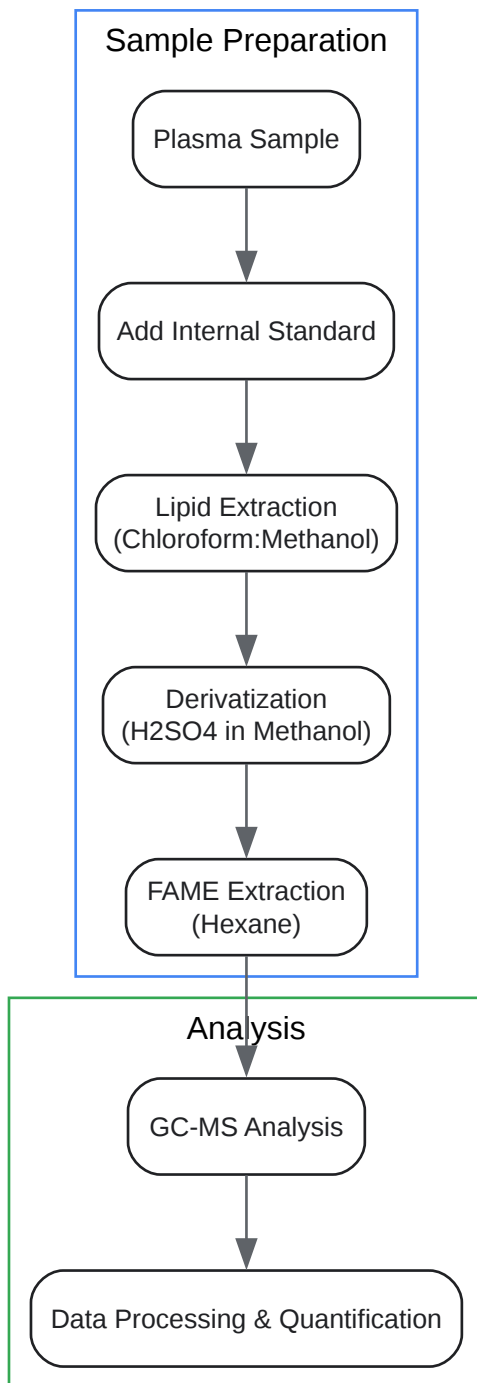 Sample Preparation
Plasma Sample
Add Internal Standard
Lipid Extraction
(Chloroform:Methanol)
Derivatization
(H2SO4 in Methanol)
FAME Extraction
(Hexane)
Analysis
GC-MS Analysis
Data Processing & Quantification